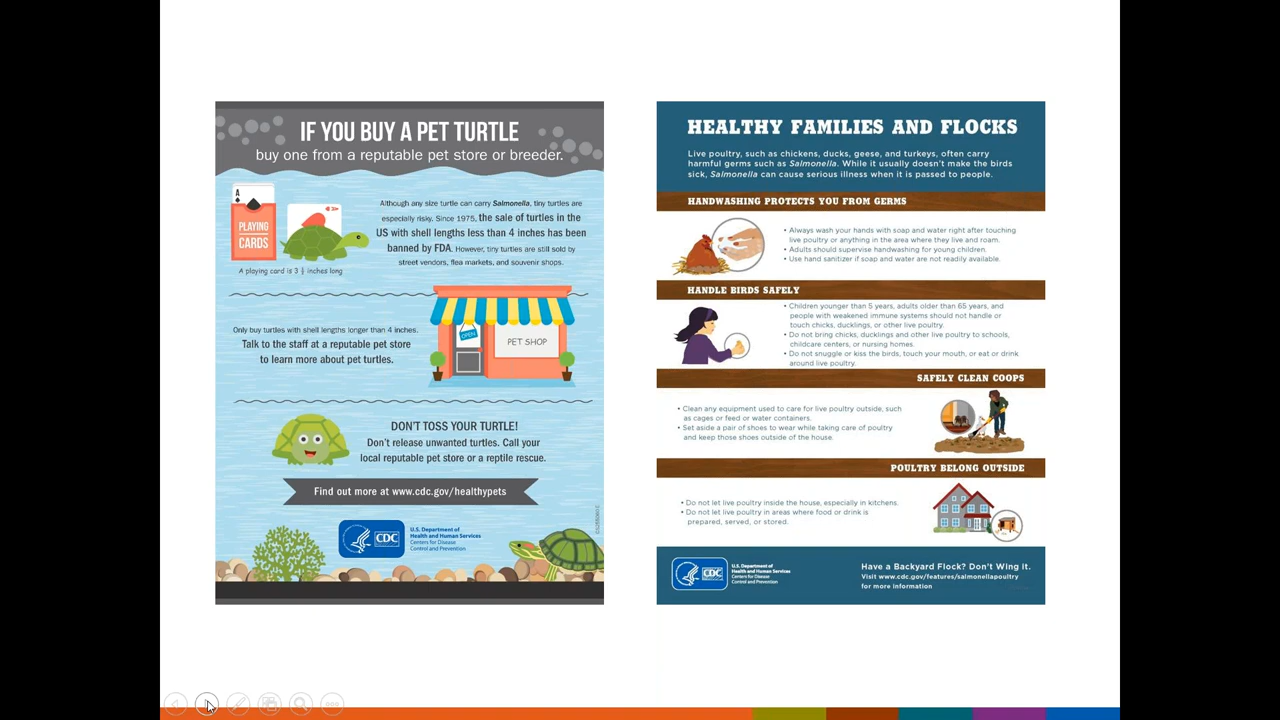 IF YOU BUY A PET TURTLE
buy one from a reputable pet store or breeder.
A
PLAYING
CARDS
A playing card is 3 ½ inches long
Although any size turtle can carry Salmonella, tiny turtles are
especially risky. Since 1975, the sale of turtles in the
US with shell lengths less than 4 inches has been
banned by FDA. However, tiny turtles are still sold by
street vendors, flea markets, and souvenir shops.
Only buy turtles with shell lengths longer than 4 inches.
Talk to the staff at a reputable pet store
to learn more about pet turtles.
OPEN
PET SHOP
DON'T TOSS YOUR TURTLE!
Don't release unwanted turtles. Call your
local reputable pet store or a reptile rescue.
Find out more at www.cdc.gov/healthypets
CDC
U.S. Department of
Health and Human Services
Centers for Disease
Control and Prevention
HEALTHY FAMILIES AND FLOCKS
Live poultry, such as chickens, ducks, geese, and turkeys, often carry
harmful germs such as Salmonella. While it usually doesn't make the birds
sick, Salmonella can cause serious illness when it is passed to people.
HANDWASHING PROTECTS YOU FROM GERMS
• Always wash your hands with soap and water right after touching
live poultry or anything in the area where they live and roam.
• Adults should supervise handwashing for young children.
• Use hand sanitizer if soap and water are not readily available.
HANDLE BIRDS SAFELY
• Children younger than 5 years, adults older than 65 years, and
people with weakened immune systems should not handle or
touch chicks, ducklings, or other live poultry.
• Do not bring chicks, ducklings and other live poultry to schools,
childcare centers, or nursing homes.
• Do not snuggle or kiss the birds, touch your mouth, or eat or drink
around live poultry.
SAFELY CLEAN COOPS
• Clean any equipment used to care for live poultry outside, such
as cages or feed or water containers.
• Set aside a pair of shoes to wear while taking care of poultry
and keep those shoes outside of the house.
POULTRY BELONG OUTSIDE
• Do not let live poultry inside the house, especially in kitchens.
• Do not let live poultry in areas where food or drink is
prepared, served, or stored.
CDC
U.S. Department of
Health and Human Services
Centers for Disease
Control and Prevention
Have a Backyard Flock? Don't Wing it.
Visit www.cdc.gov/features/salmonellapoultry
for more information